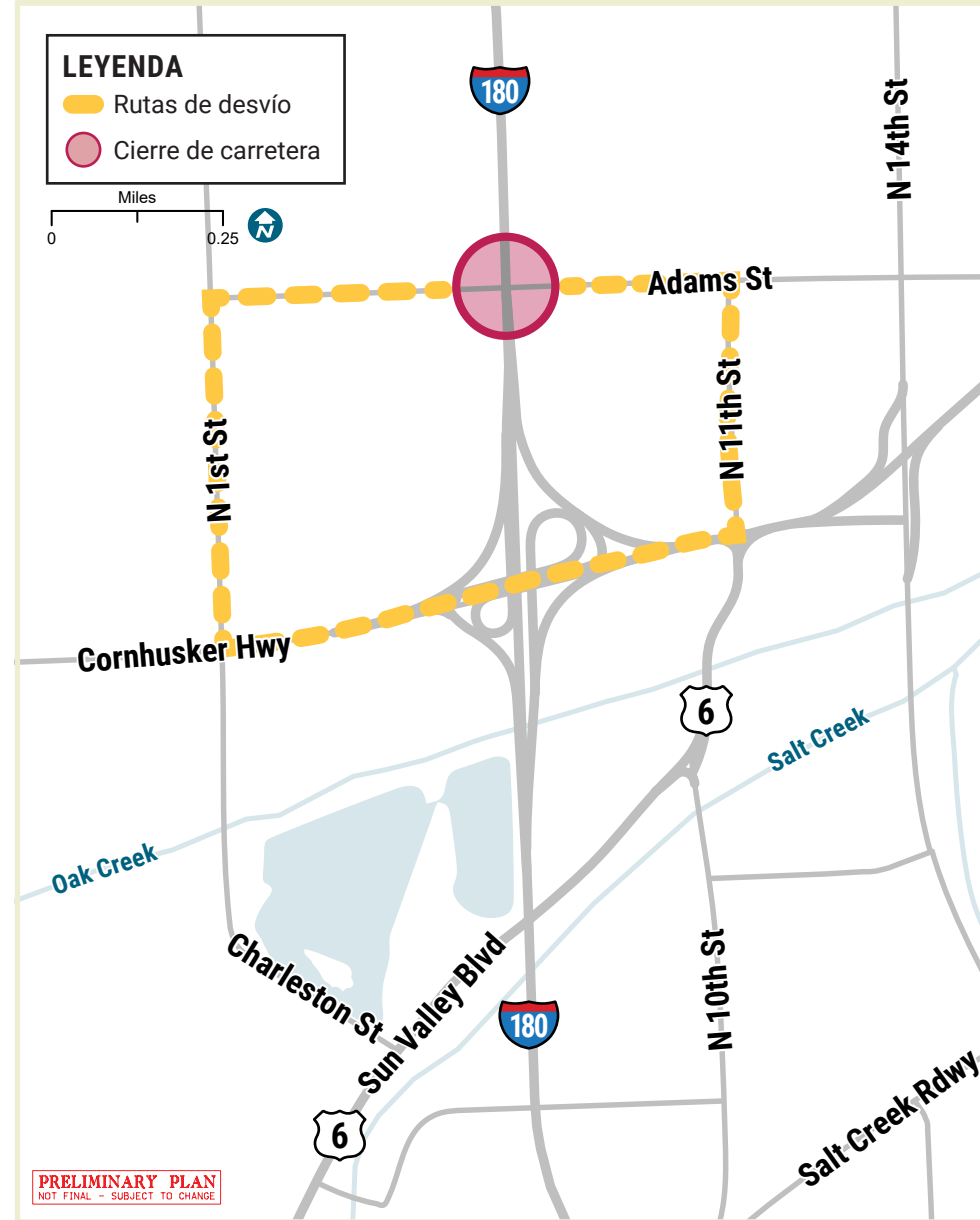 LEYENDA
Rutas de desvío
Cierre de carretera
Miles
0
0.25
N
180
N 14th St
Adams St
N 11th St
N 1st St
Cornhusker Hwy
6
Salt Creek
Oak Creek
Charleston St
Sun Valley Blvd
N 10th St
180
6
Salt Creek Rdwy
PRELIMINARY PLAN
NOT FINAL - SUBJECT TO CHANGE